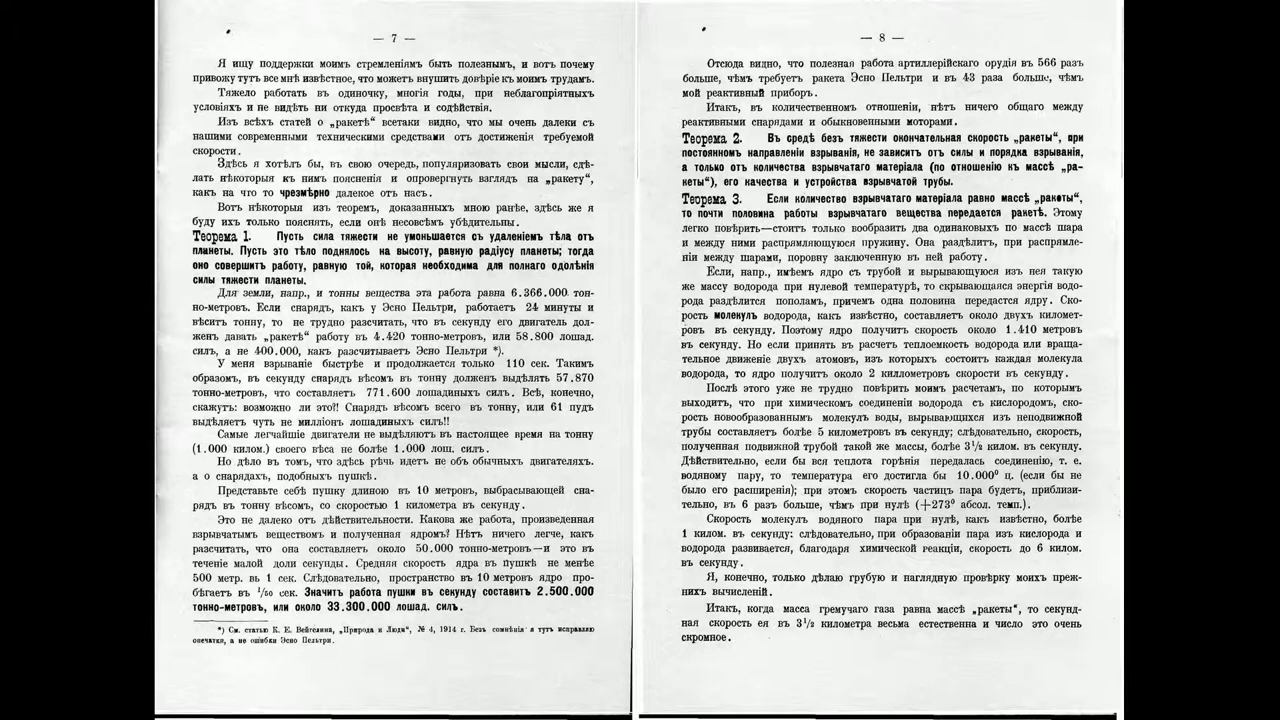 — 7 —
Я ищу поддержки моимъ стремленіямъ быть полезнымъ, и вотъ почему
привожу тутъ все мнѣ извѣстное, что можетъ внушить довѣріе къ моимъ трудамъ.
Тяжело работать въ одиночку, многія годы, при неблагопріятныхъ
условіяхъ и не видѣть ни откуда просвѣта и содѣйствія.
Изъ всѣхъ статей о „ракетѣ“ всетаки видно, что мы очень далеки съ
нашими современными техническими средствами отъ достиженія требуемой
скорости.
Здѣсь я хотѣлъ бы, въ свою очередь, популяризовать свои мысли, сдѣ-
лать нѣкоторыя къ нимъ поясненія и опровергнуть взглядъ на „ракету“,
какъ на что то чрезмѣрно далекое отъ насъ.
Вотъ нѣкоторыя изъ теоремъ, доказанныхъ мною ранѣе, здѣсь же я
буду ихъ только пояснять, если онѣ несовсѣмъ убѣдительны.
Теорема 1. Пусть сила тяжести не уменьшается съ удаленіемъ тѣла отъ
планеты. Пусть это тѣло поднялось на высоту, равную радіусу планеты; тогда
оно совершитъ работу, равную той, которая необходима для полнаго одолѣнія
силы тяжести планеты.
Для земли, напр., и тонны вещества эта работа равна 6.366.000 тон-
но-метровъ. Если снарядъ, какъ у Эсно Пельтри, работаетъ 24 минуты и
вѣситъ тонну, то не трудно разсчитать, что въ секунду его двигатель дол-
женъ давать „ракетѣ“ работу въ 4.420 тонно-метровъ, или 58.800 лошад.
силъ, а не 400.000, какъ разсчитываетъ Эсно Пельтри *).
У меня взрываніе быстрѣе и продолжается только 110 сек. Такимъ
образомъ, въ секунду снарядъ вѣсомъ въ тонну долженъ выдѣлять 57.870
тонно-метровъ, что составляетъ 771.600 лошадиныхъ силъ. Всѣ, конечно,
скажутъ: возможно ли это?! Снарядъ вѣсомъ всего въ тонну, или 61 пудъ
выдѣляетъ чуть не милліонъ лошадиныхъ силъ!!
Самые легчайшіе двигатели не выдѣляютъ въ настоящее время на тонну
(1.000 килом.) своего вѣса не болѣе 1.000 лош. силъ.
Но дѣло въ томъ, что здѣсь рѣчь идетъ не объ обычныхъ двигателяхъ.
а о снарядахъ, подобныхъ пушкѣ.
Представьте себѣ пушку длиною въ 10 метровъ, выбрасывающей сна-
рядъ въ тонну вѣсомъ, со скоростью 1 километра въ секунду.
Это не далеко отъ дѣйствительности. Какова же работа, произведенная
взрывчатымъ веществомъ и полученная ядромъ? Нѣтъ ничего легче, какъ
разсчитать, что она составляетъ около 50.000 тонно-метровъ—и это въ
теченіе малой доли секунды. Средняя скорость ядра въ пушкѣ не менѣе
500 метр. въ 1 сек. Слѣдовательно, пространство въ 10 метровъ ядро про-
бѣгаетъ въ 1/50 сек. Значитъ работа пушки въ секунду составитъ 2.500.000
тонно-метровъ, или около 33.300.000 лошад. силъ.
*) См. статью К. Е. Вейгелина, „Природа и Люди“, № 4, 1914 г. Безъ сомнѣнія я тутъ исправляю
опечатки, а не ошибки Эсно Пельтри.
— 8 —
Отсюда видно, что полезная работа артиллерійскаго орудія въ 566 разъ
больше, чѣмъ требуетъ ракета Эсно Пельтри и въ 43 раза больше, чѣмъ
мой реактивный приборъ.
Итакъ, въ количественномъ отношеніи, нѣтъ ничего общаго между
реактивными снарядами и обыкновенными моторами.
Теорема 2. Въ средѣ безъ тяжести окончательная скорость „ракеты“, при
постоянномъ направленіи взрыванія, не зависитъ отъ силы и порядка взрыванія,
а только отъ количества взрывчатаго матеріала (по отношенію къ массѣ „ра-
кеты“), его качества и устройства взрывчатой трубы.
Теорема 3. Если количество взрывчатаго матеріала равно массѣ „ракеты“,
то почти половина работы взрывчатаго вещества передается ракетѣ. Этому
легко повѣрить—стоитъ только вообразить два одинаковыхъ по массѣ шара
и между ними распрямляющуюся пружину. Она раздѣлитъ, при распрямле-
ніи между шарами, поровну заключенную въ ней работу.
Если, напр., имѣемъ ядро съ трубой и вырывающуюся изъ нея такую
же массу водорода при нулевой температурѣ, то скрывающаяся энергія водо-
рода раздѣлится пополамъ, причемъ одна половина передастся ядру. Ско-
рость молекулъ водорода, какъ извѣстно, составляетъ около двухъ километ-
ровъ въ секунду. Поэтому ядро получитъ скорость около 1.410 метровъ
въ секунду. Но если принять въ расчетъ теплоемкость водорода или враща-
тельное движеніе двухъ атомовъ, изъ которыхъ состоитъ каждая молекула
водорода, то ядро получитъ около 2 киллометровъ скорости въ секунду.
Послѣ этого уже не трудно повѣрить моимъ расчетамъ, по которымъ
выходитъ, что при химическомъ соединеніи водорода съ кислородомъ, ско-
рость новообразованнымъ молекулъ воды, вырывающихся изъ неподвижной
трубы составляетъ болѣе 5 километровъ въ секунду; слѣдовательно, скорость,
полученная подвижной трубой такой же массы, болѣе 3½ килом. въ секунду.
Дѣйствительно, если бы вся теплота горѣнія передалась соединенію, т. е.
водяному пару, то температура его достигла бы 10.000° ц. (если бы не
было его расширенія); при этомъ скорость частицъ пара будетъ, приблизи-
тельно, въ 6 разъ больше, чѣмъ при нулѣ (+273° абсол. темп.).
Скорость молекулъ водяного пара при нулѣ, какъ извѣстно, болѣе
1 килом. въ секунду: слѣдовательно, при образованіи пара изъ кислорода и
водорода развивается, благодаря химической реакціи, скорость до 6 килом.
въ секунду.
Я, конечно, только дѣлаю грубую и наглядную провѣрку моихъ преж-
нихъ вычисленій.
Итакъ, когда масса гремучаго газа равна массѣ „ракеты“, то секунд-
ная скорость ея въ 3½ километра весьма естественна и число это очень
скромное.